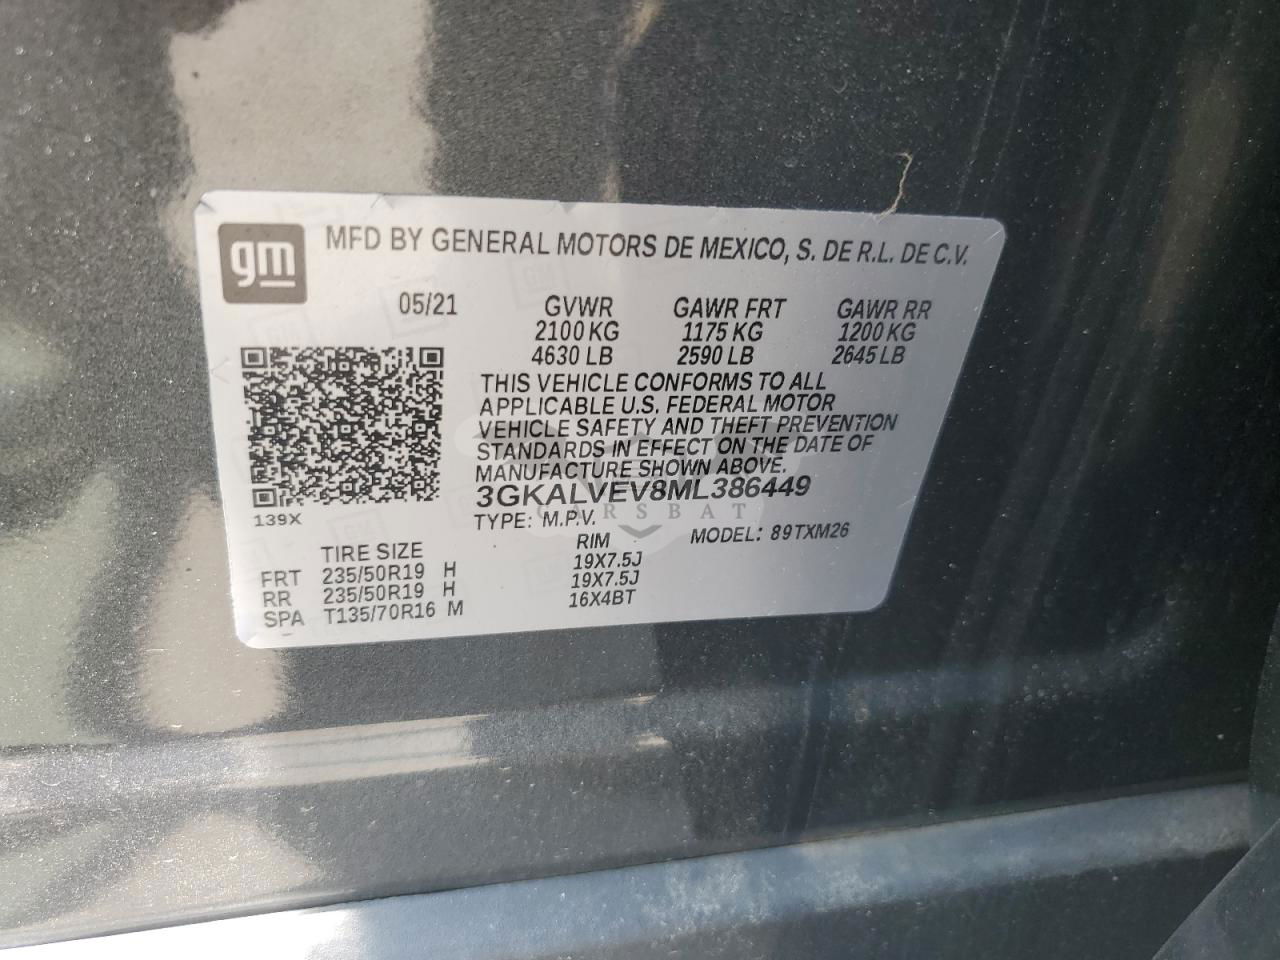 gm
MFD BY GENERAL MOTORS DE MEXICO, S. DE R.L. DE C.V.
05/21 GVWR GAWR FRT GAWR RR
2100 KG 1175 KG 1200 KG
4630 LB 2590 LB 2645 LB
THIS VEHICLE CONFORMS TO ALL
APPLICABLE U.S. FEDERAL MOTOR
VEHICLE SAFETY AND THEFT PREVENTION
STANDARDS IN EFFECT ON THE DATE OF
MANUFACTURE SHOWN ABOVE.
3GKALVEV8ML386449
CARSBAT
139X
TYPE: M.P.V. MODEL: 89TXM26
TIRE SIZE RIM
FRT 235/50R19 H 19X7.5J
RR 235/50R19 H 19X7.5J
SPA T135/70R16 M 16X4BT